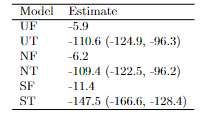 Model Estimate
UF -5.9
UT -110.6 (-124.9, -96.3)
NF -6.2
NT -109.4 (-122.5, -96.2)
SF -11.4
ST -147.5 (-166.6, -128.4)